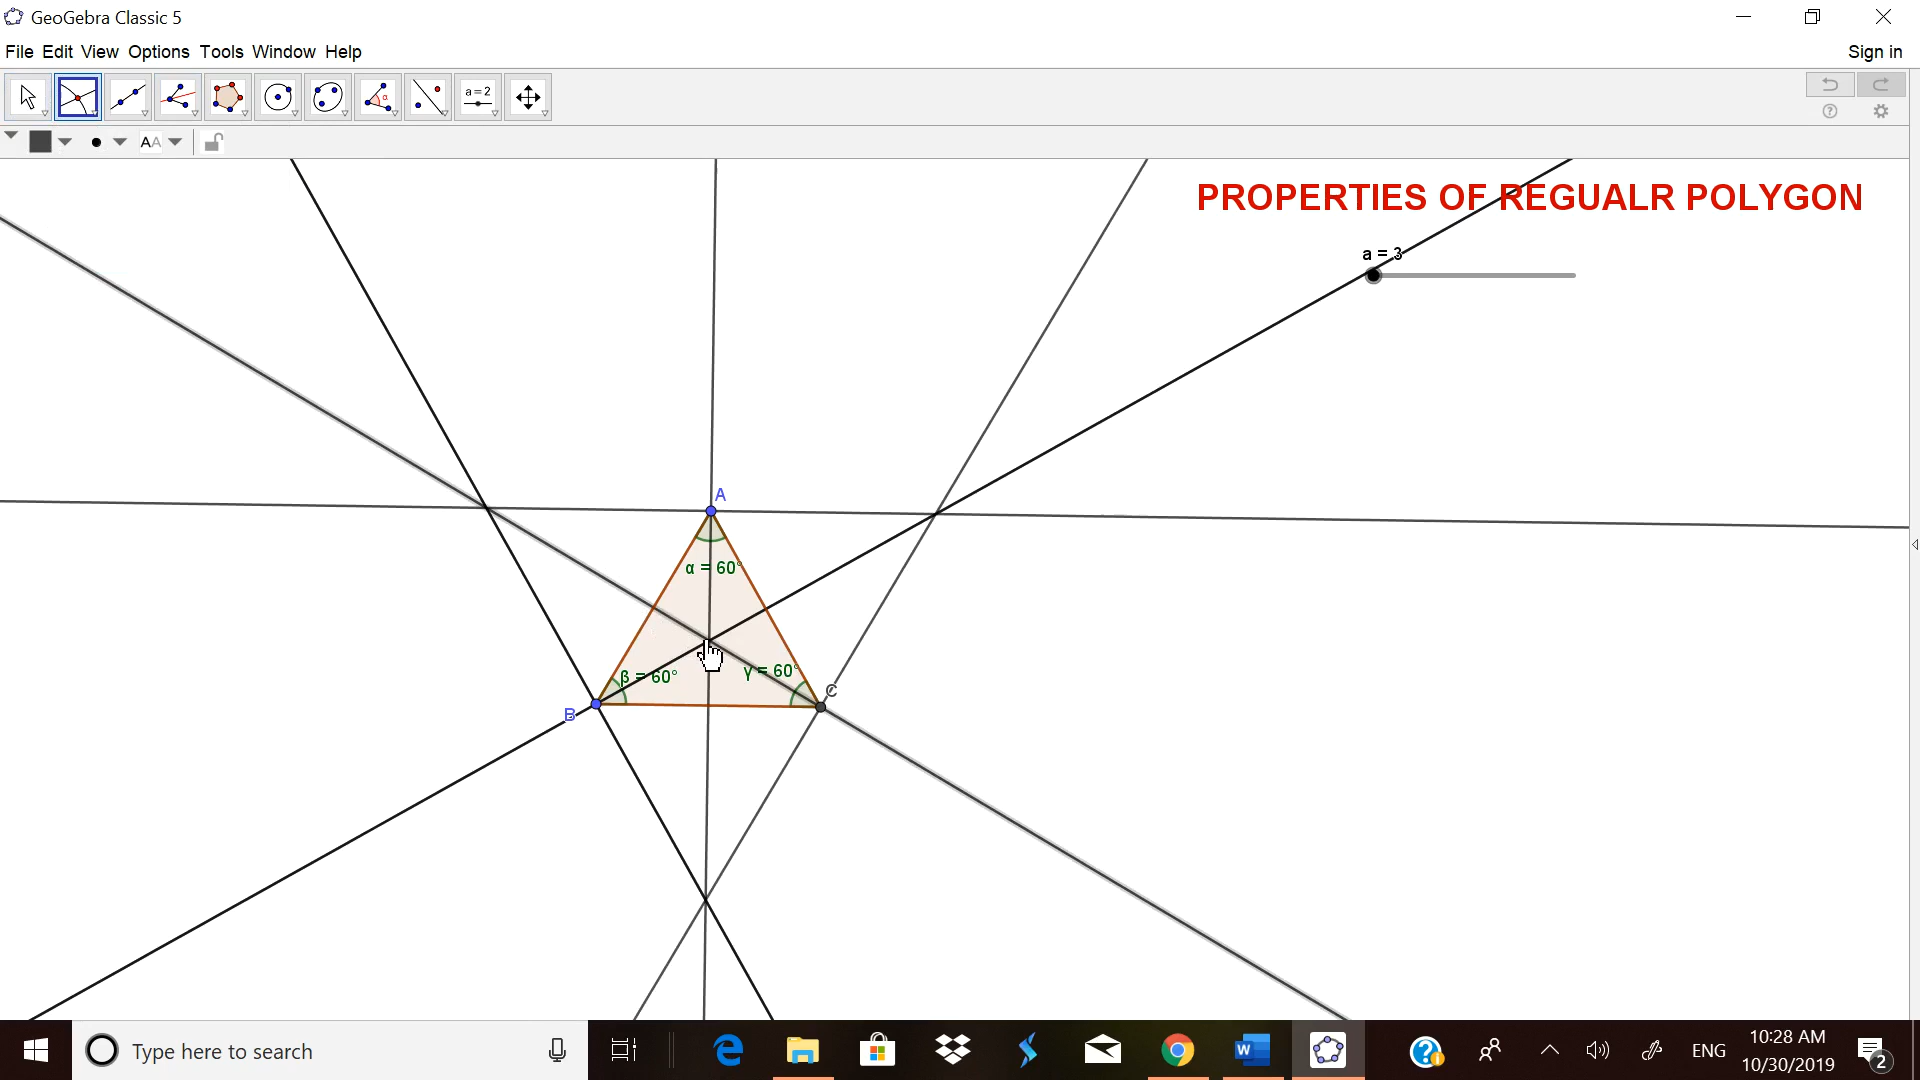 GeoGebra Classic 5
File Edit View Options Tools Window Help
Sign in
a = 2
AA
PROPERTIES OF REGUALR POLYGON
a = 3
A
α = 60°
β = 60°
γ = 60°
C
B
Type here to search
ENG
10:28 AM
10/30/2019
2